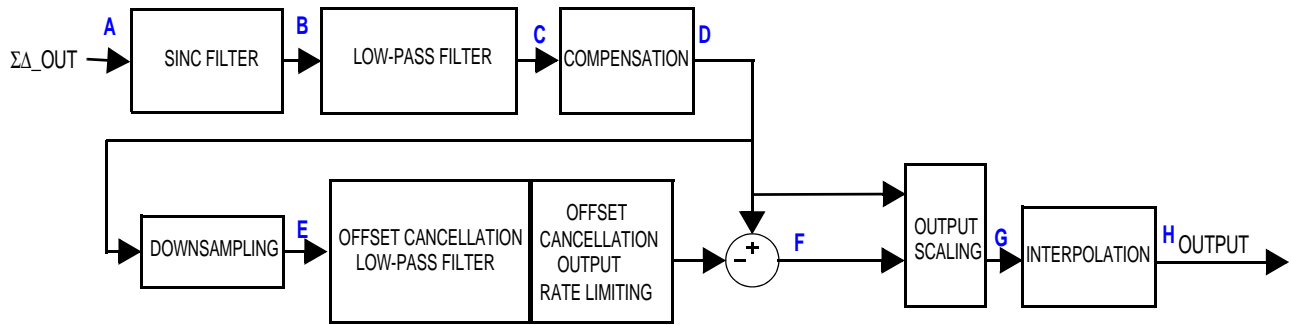 A
B
C
D
ΣΔ_OUT
SINC FILTER
LOW-PASS FILTER
COMPENSATION
E
F
G
H
DOWNSAMPLING
OFFSET CANCELLATION
LOW-PASS FILTER
OFFSET
CANCELLATION
OUTPUT
RATE LIMITING
−
+
OUTPUT
SCALING
INTERPOLATION
OUTPUT